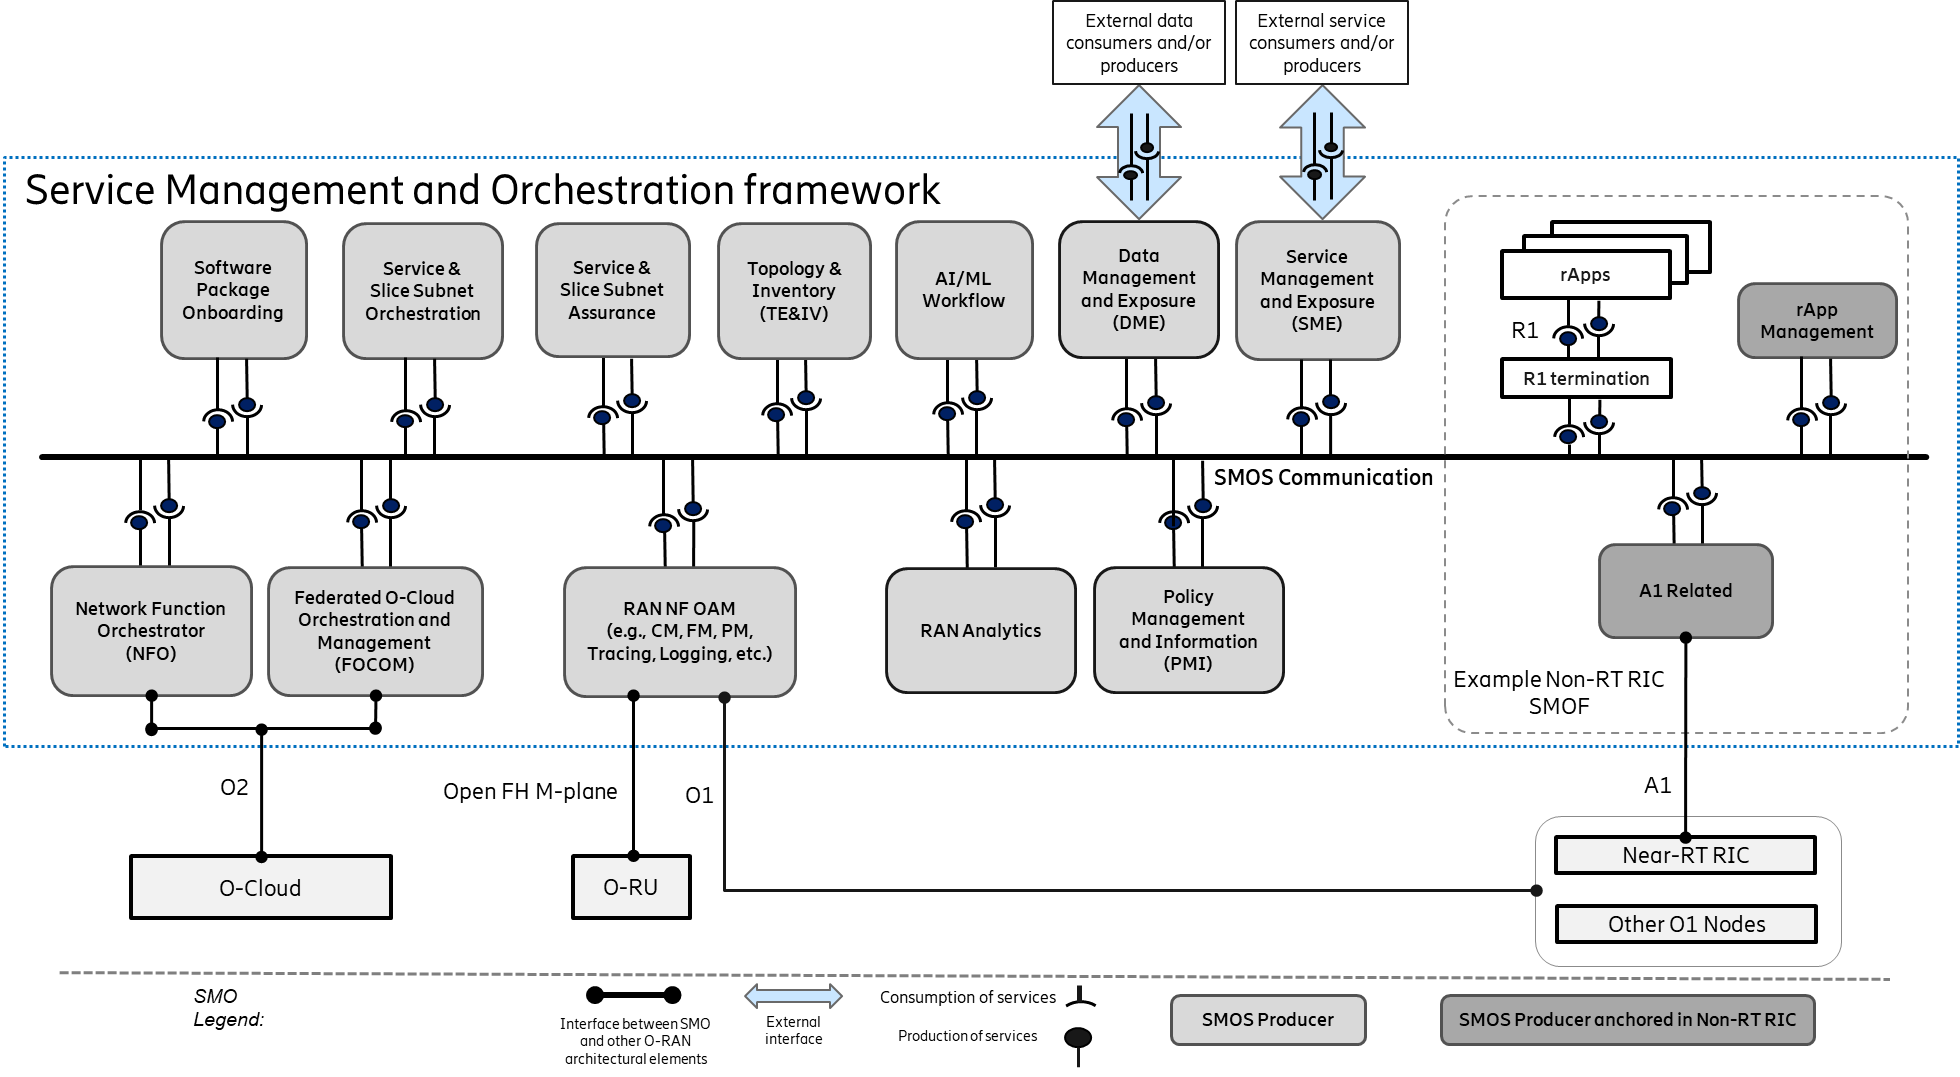 External data
consumers and/or
producers
External service
consumers and/or
producers
Service Management and Orchestration framework
Software
Package
Onboarding
Service &
Slice Subnet
Orchestration
Service &
Slice Subnet
Assurance
Topology &
Inventory
(TE&IV)
AI/ML
Workflow
Data
Management
and Exposure
(DME)
Service
Management
and Exposure
(SME)
rApps
R1
R1 termination
rApp
Management
SMOS Communication
Network Function
Orchestrator
(NFO)
Federated O-Cloud
Orchestration and
Management
(FOCOM)
RAN NF OAM
(e.g., CM, FM, PM,
Tracing, Logging, etc.)
RAN Analytics
Policy
Management
and Information
(PMI)
A1 Related
Example Non-RT RIC
SMOF
O2
Open FH M-plane
O1
A1
O-Cloud
O-RU
Near-RT RIC
Other O1 Nodes
SMO
Legend:
Interface between SMO
and other O-RAN
architectural elements
External
interface
Consumption of services
Production of services
SMOS Producer
SMOS Producer anchored in Non-RT RIC